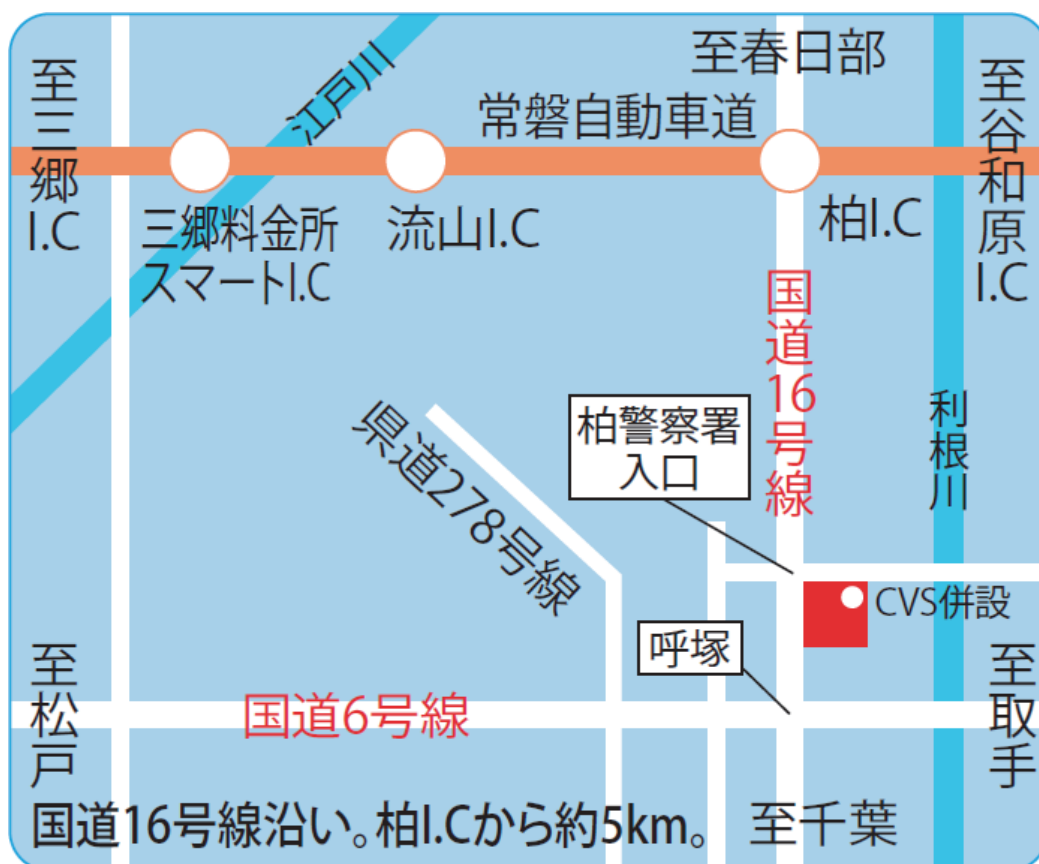 至春日部
江戸川
常磐自動車道
至三郷I.C
三郷料金所
スマートI.C
流山I.C
柏I.C
至谷和原I.C
国道16号線
利根川
柏警察署
入口
県道278号線
CVS併設
呼塚
至松戸
国道6号線
至取手
国道16号線沿い。柏I.Cから約5km。
至千葉